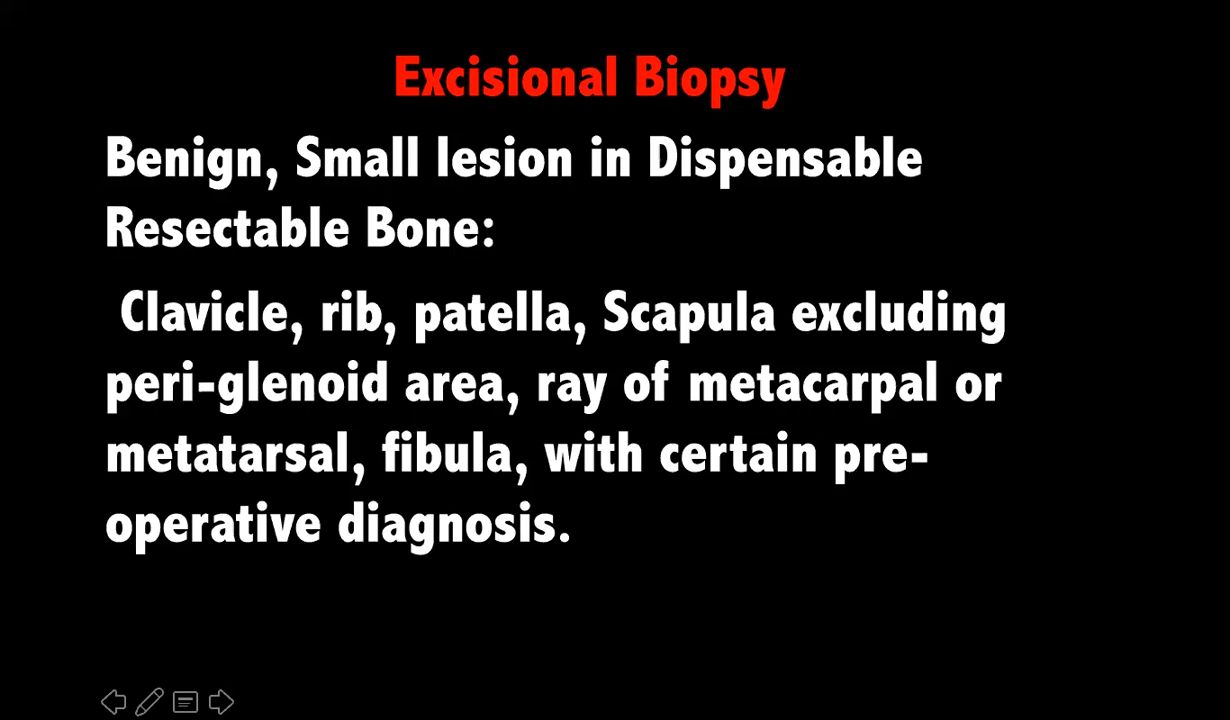 Excisional Biopsy
Benign, Small lesion in Dispensable
Resectable Bone:
Clavicle, rib, patella, Scapula excluding
peri-glenoid area, ray of metacarpal or
metatarsal, fibula, with certain pre-
operative diagnosis.